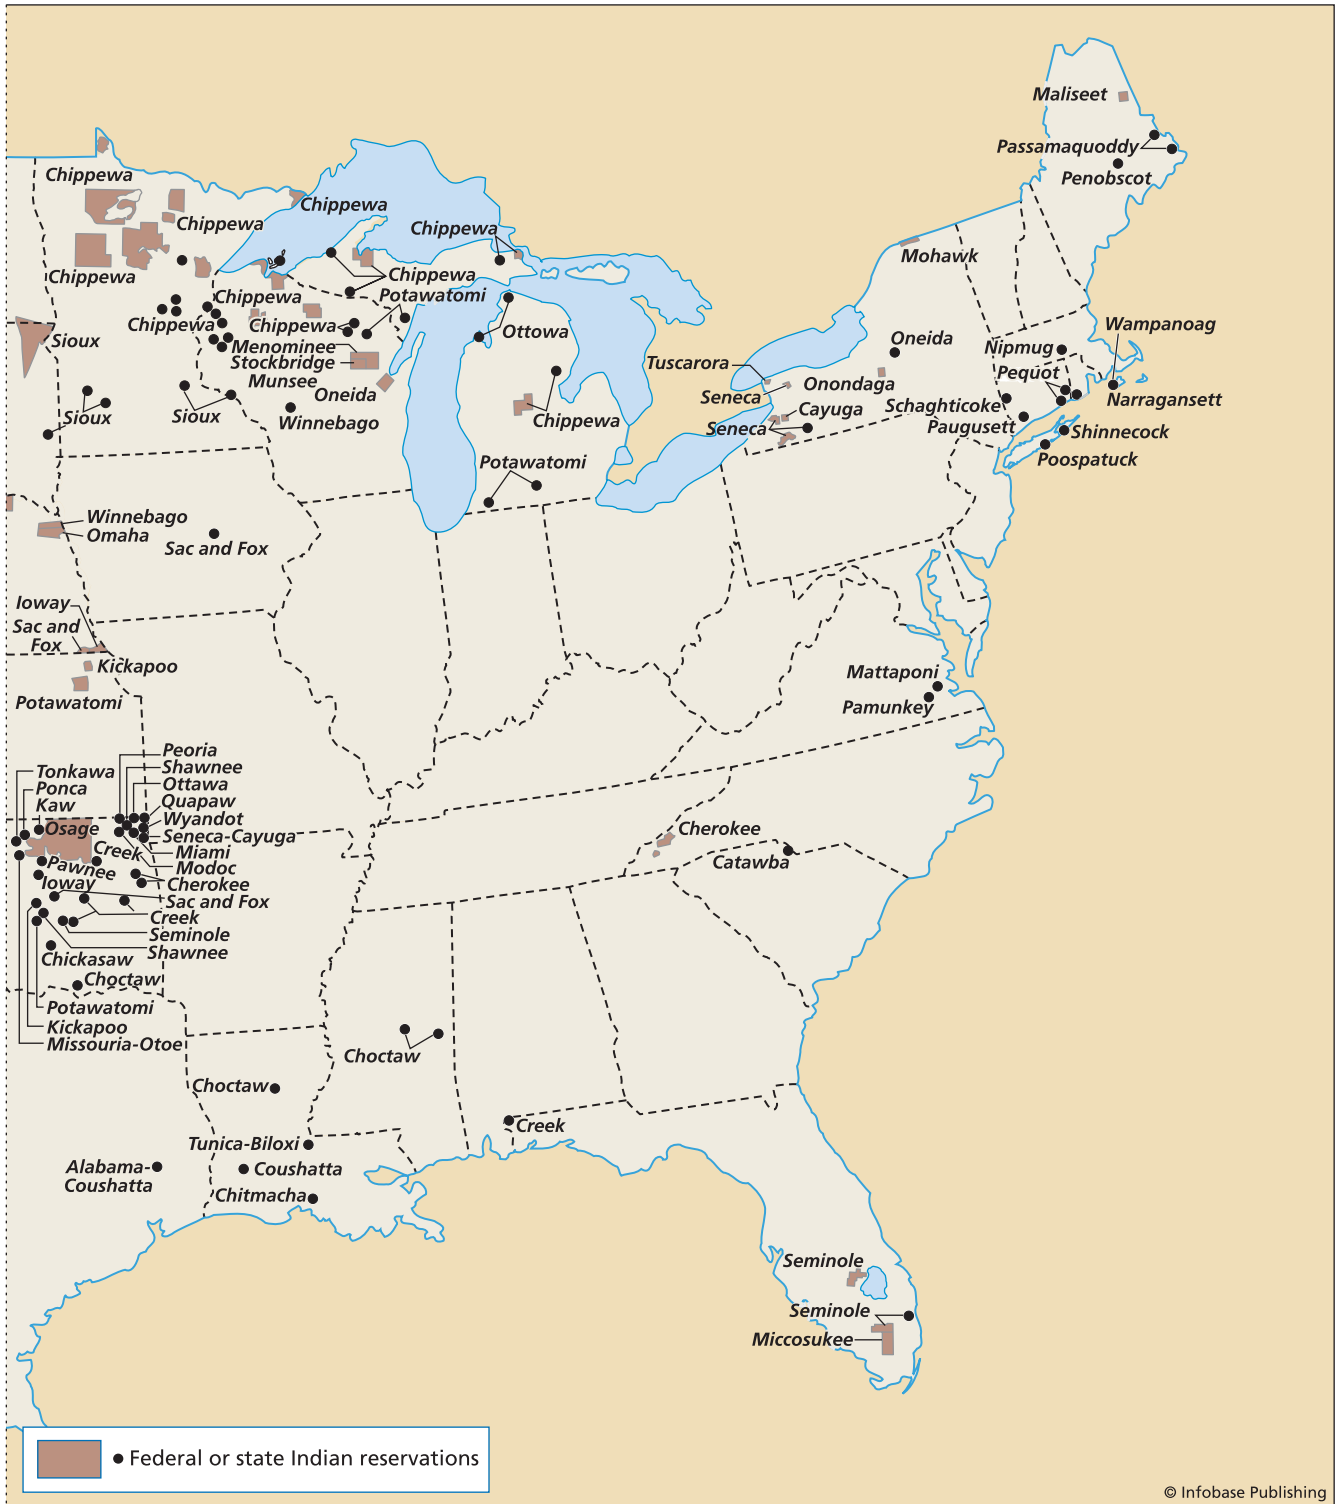 Maliseet
Passamaquoddy
Penobscot
Chippewa
Chippewa
Chippewa
Chippewa
Mohawk
Chippewa
Chippewa
Potawatomi
Chippewa
Chippewa
Chippewa
Wampanoag
Sioux
Ottowa
Oneida
Nipmug
Menominee
Stockbridge
Munsee
Tuscarora
Pequot
Oneida
Seneca
Onondaga
Narragansett
Sioux
Sioux
Winnebago
Chippewa
Cayuga
Seneca
Schaghticoke
Paugusett
Shinnecock
Poospatuck
Potawatomi
Winnebago
Omaha
Sac and Fox
Ioway
Sac and
Fox
Kickapoo
Potawatomi
Mattaponi
Pamunkey
Peoria
Shawnee
Tonkawa
Ottawa
Ponca
Quapaw
Kaw
Wyandot
Osage
Seneca-Cayuga
Creek
Miami
Pawnee
Modoc
Ioway
Cherokee
Sac and Fox
Creek
Seminole
Shawnee
Chickasaw
Choctaw
Potawatomi
Kickapoo
Missouria-Otoe
Cherokee
Catawba
Choctaw
Choctaw
Creek
Tunica-Biloxi
Alabama-
Coushatta
Coushatta
Chitmacha
Seminole
Seminole
Miccosukee
Federal or state Indian reservations
© Infobase Publishing